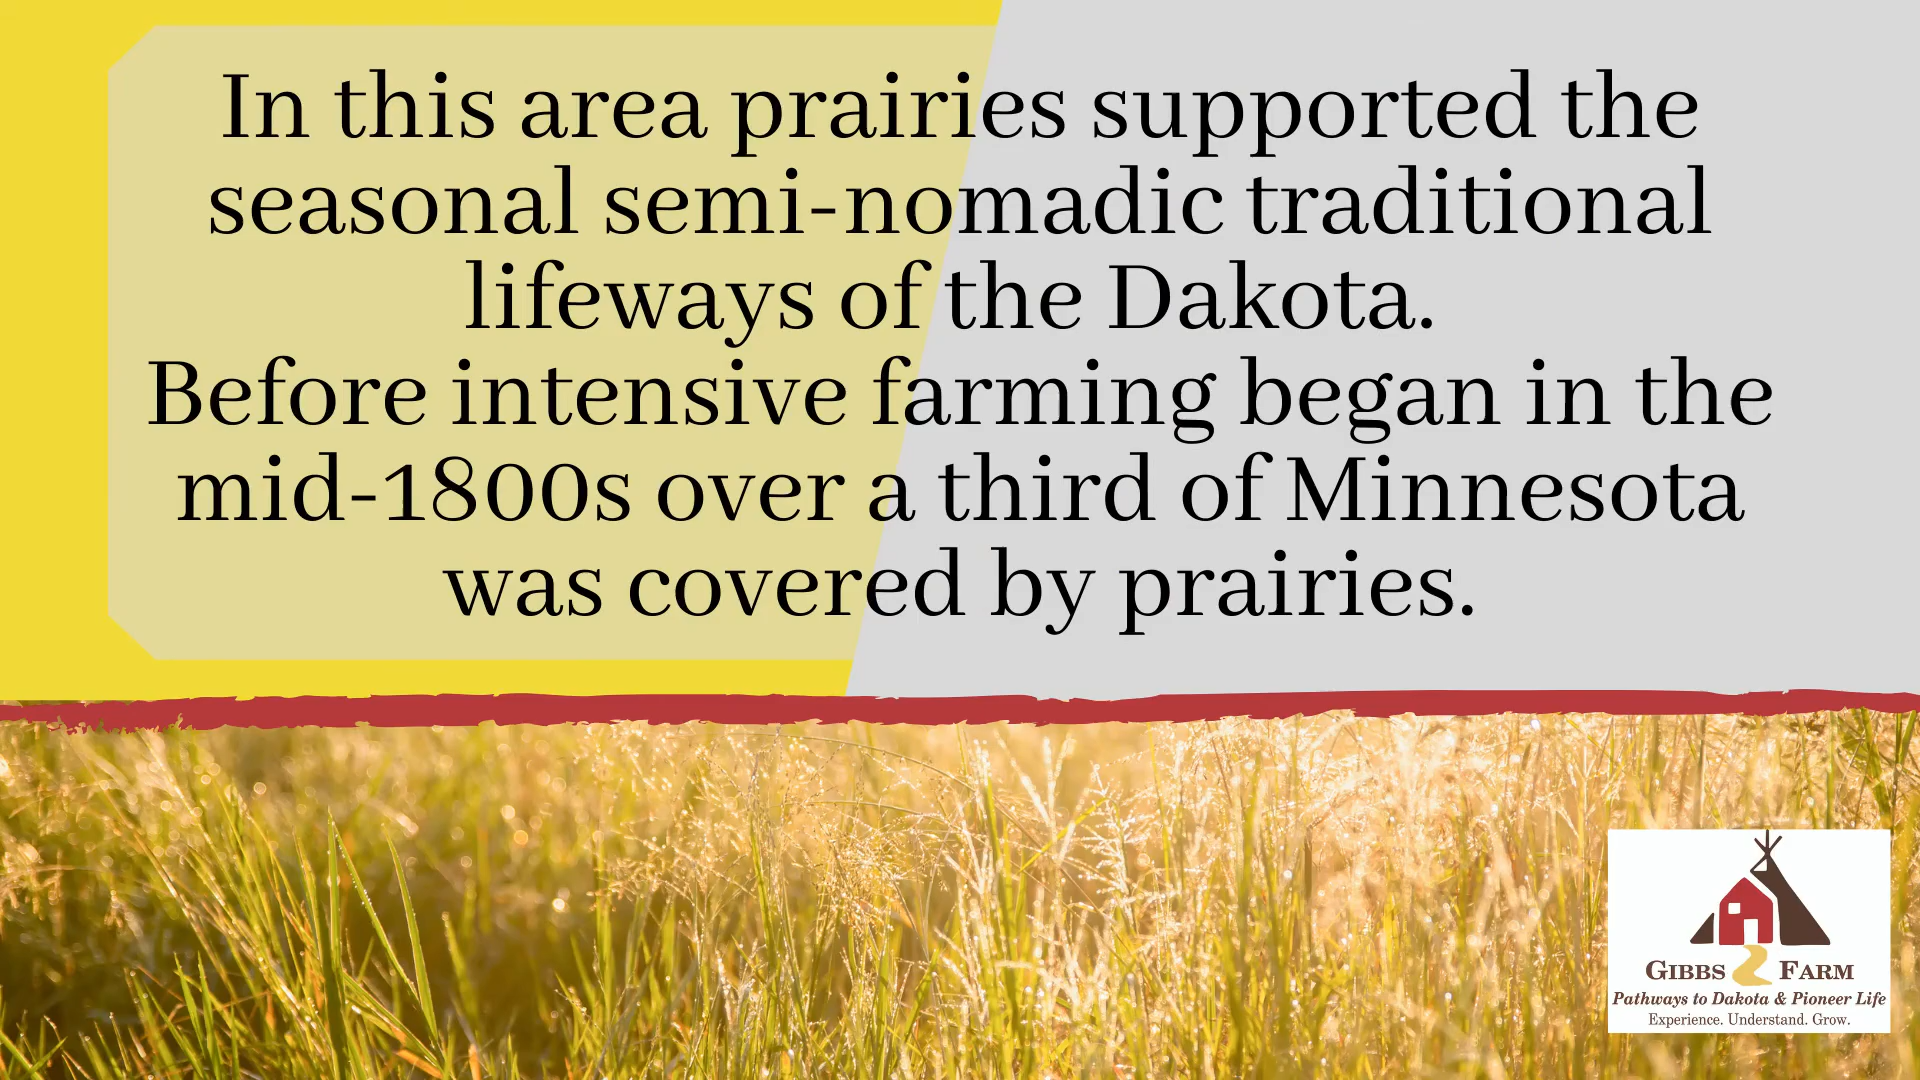 In this area prairies supported the
seasonal semi-nomadic traditional
lifeways of the Dakota.
Before intensive farming began in the
mid-1800s over a third of Minnesota
was covered by prairies.
GIBBS FARM
Pathways to Dakota & Pioneer Life
Experience. Understand. Grow.